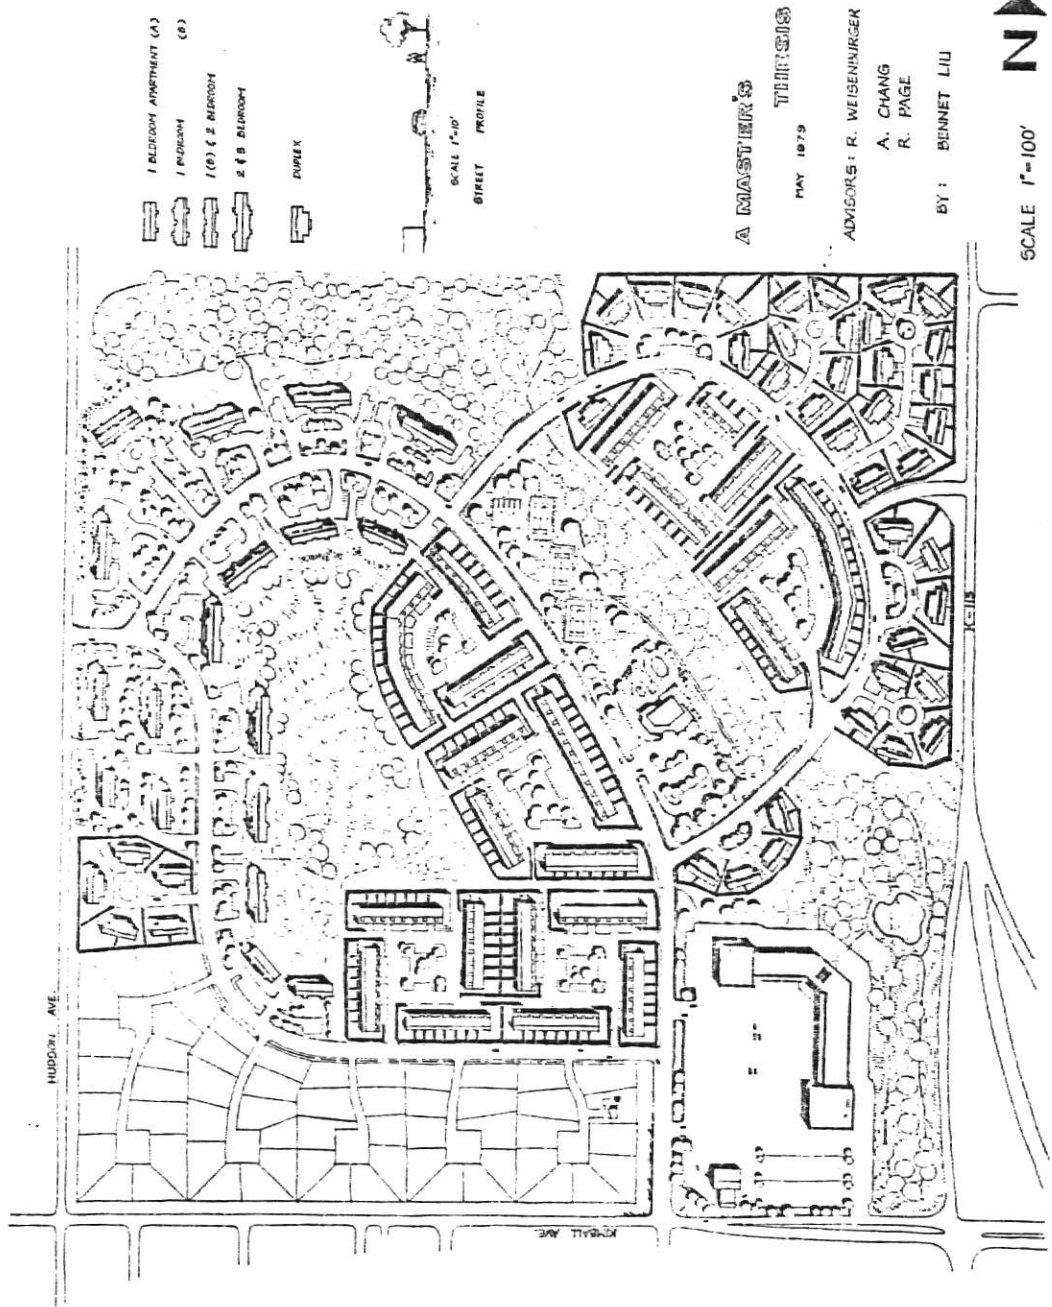 1 BEDROOM APARTMENT (A)
1 BEDROOM (B)
1(B) & 2 BEDROOM
2 & 3 BEDROOM
DUPLEX
SCALE 1"=10'
STREET PROFILE
A MASTER'S
THESIS
MAY 1979
ADVISORS: R. WEISENBURGER
A. CHANG
R. PAGE
BY: BENNET LIU
SCALE 1"=100'
N
HUDSON AVE.
KIMBALL AVE.
K-115